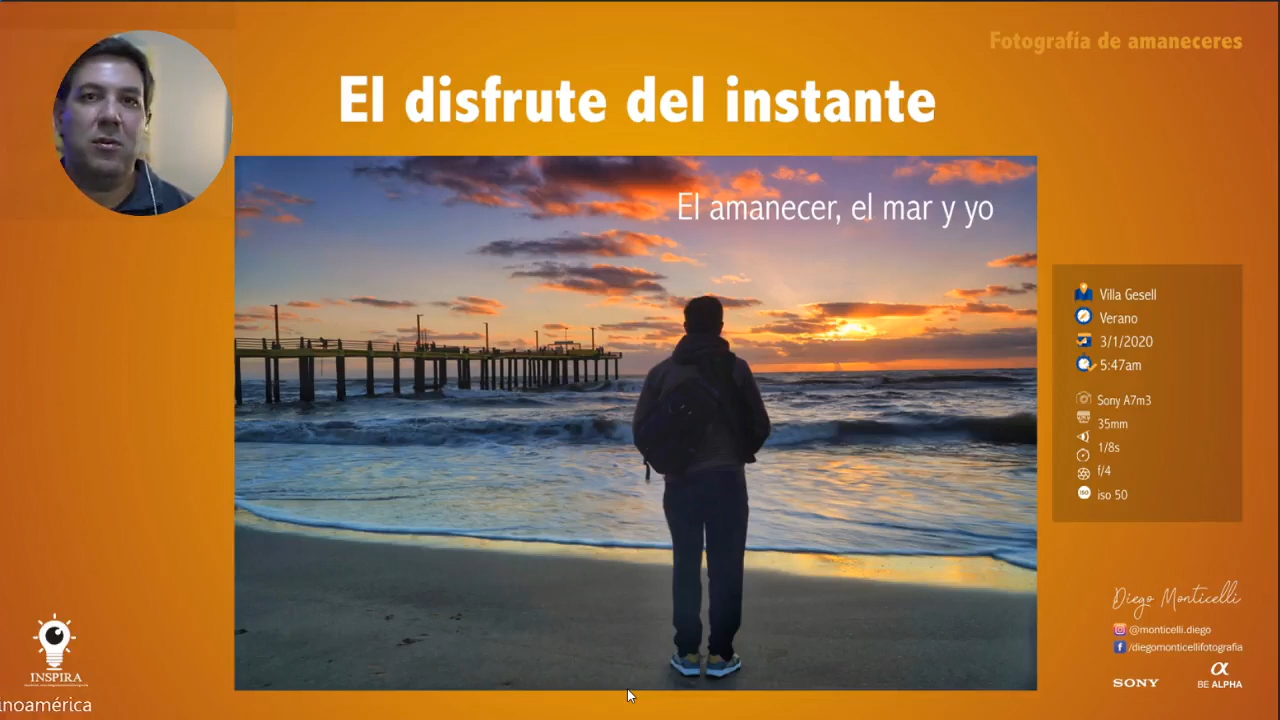 Fotografía de amaneceres
El disfrute del instante
El amanecer, el mar y yo
Villa Gesell
Verano
3/1/2020
5:47am
Sony A7m3
35mm
1/8s
f/4
iso 50
Diego Monticelli
@monticelli.diego
/diegomonticellifotografia
SONY
α
BE ALPHA
INSPIRA
noamérica